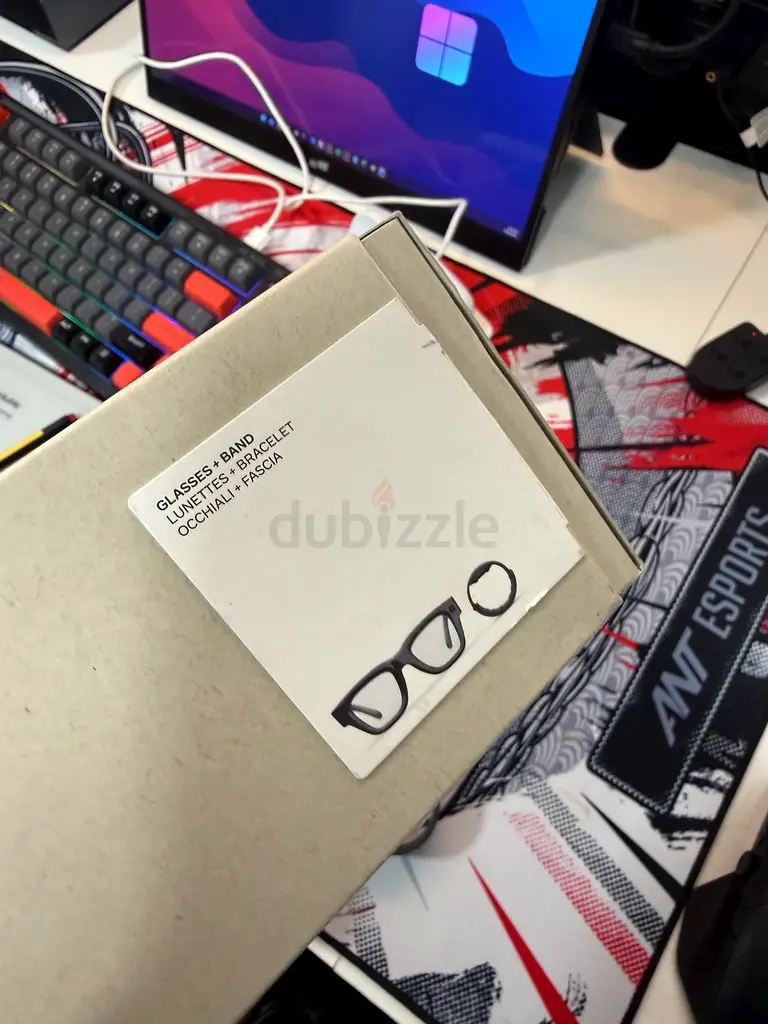 GLASSES + BAND
LUNETTES + BRACELET
OCCHIALI + FASCIA
dubizzle
ANT ESPORTS